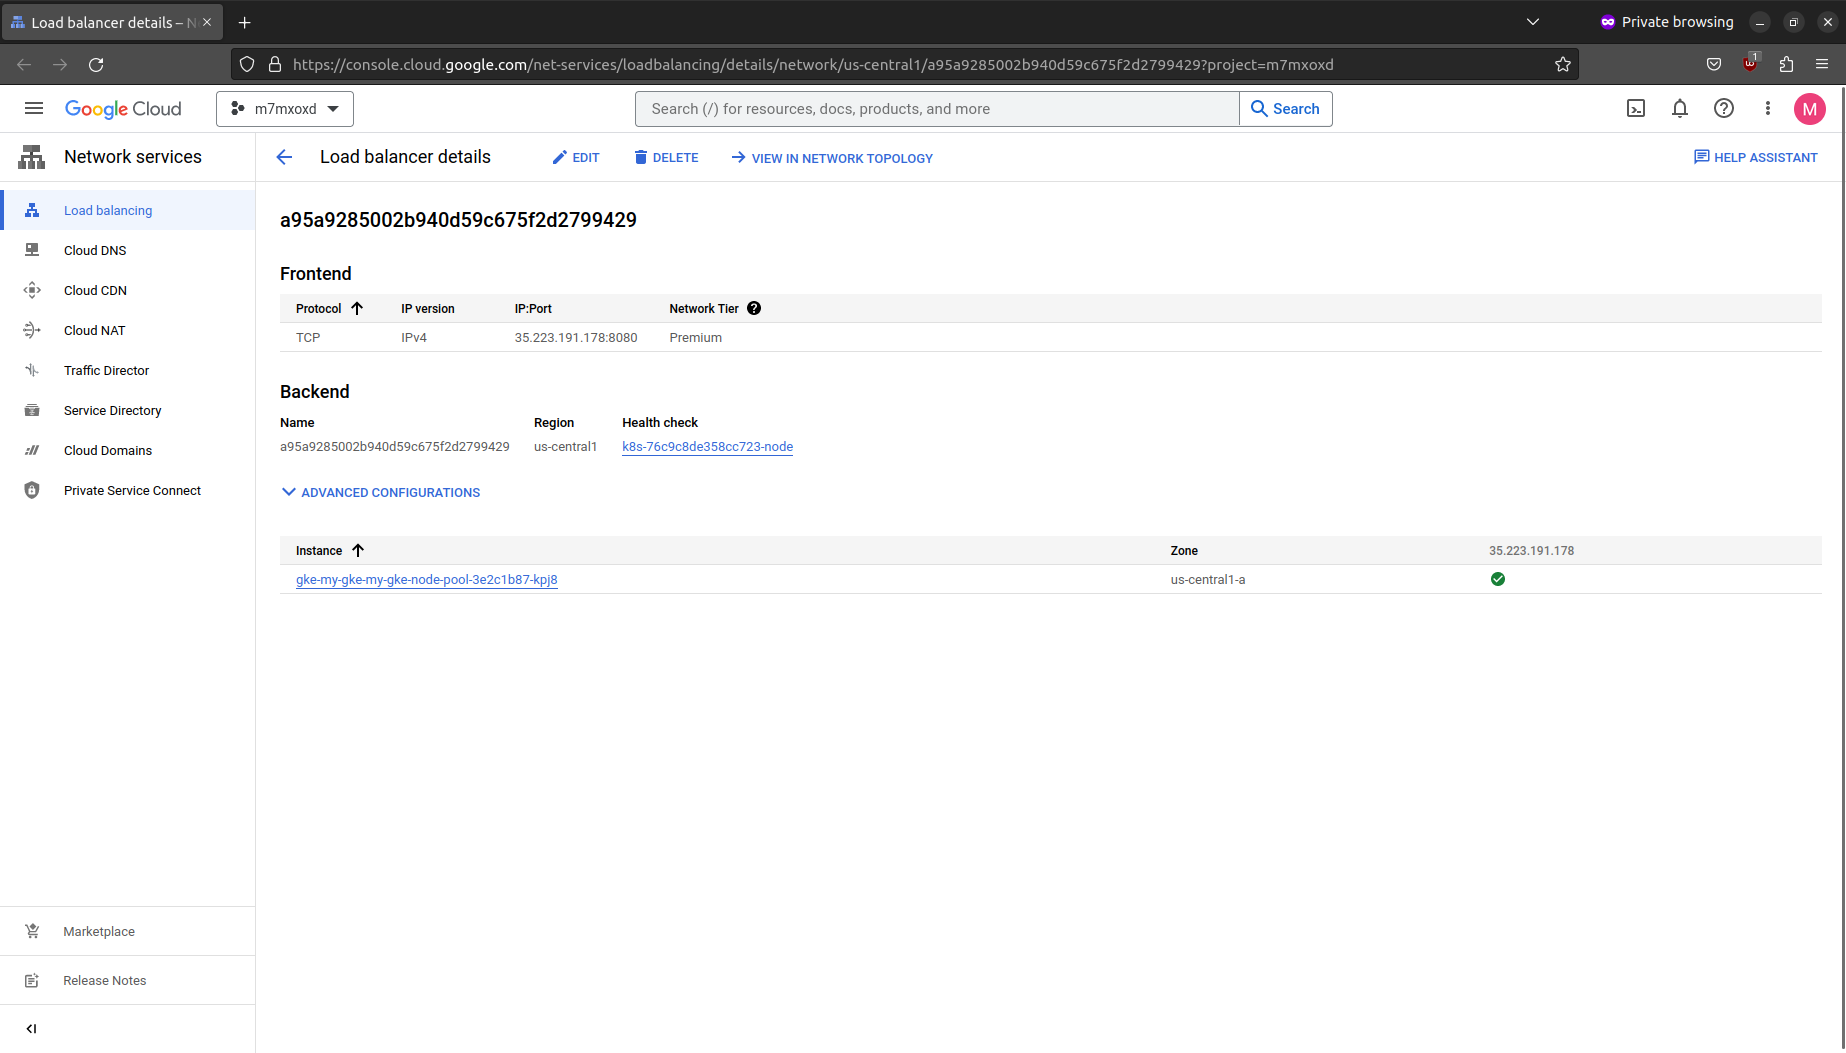 Load balancer details – N
Private browsing
https://console.cloud.google.com/net-services/loadbalancing/details/network/us-central1/a95a9285002b940d59c675f2d2799429?project=m7mxoxd
1
Google Cloud
m7mxoxd
Search (/) for resources, docs, products, and more
Search
M
Network services
Load balancer details
EDIT
DELETE
VIEW IN NETWORK TOPOLOGY
HELP ASSISTANT
Load balancing
Cloud DNS
Cloud CDN
Cloud NAT
Traffic Director
Service Directory
Cloud Domains
Private Service Connect
Marketplace
Release Notes
a95a9285002b940d59c675f2d2799429
Frontend
Protocol IP version IP:Port Network Tier
TCP IPv4 35.223.191.178:8080 Premium
Backend
Name Region Health check
a95a9285002b940d59c675f2d2799429 us-central1 k8s-76c9c8de358cc723-node
ADVANCED CONFIGURATIONS
Instance Zone 35.223.191.178
gke-my-gke-my-gke-node-pool-3e2c1b87-kpj8 us-central1-a